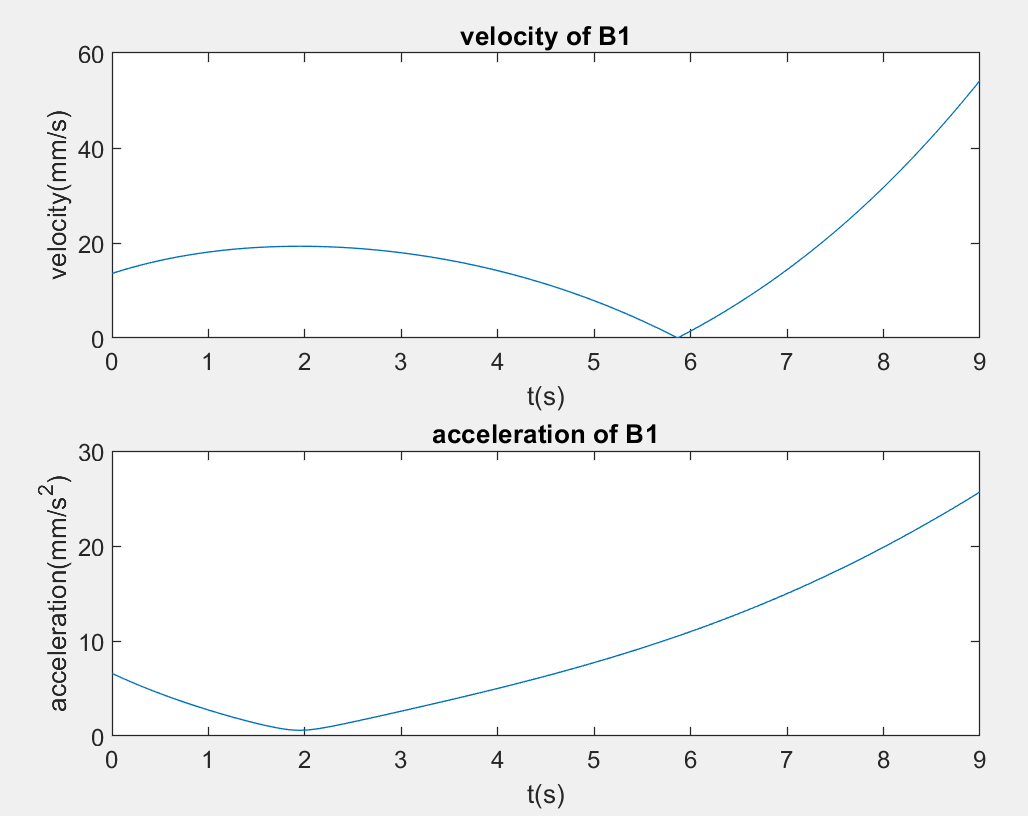 velocity of B1
velocity(mm/s)
60
40
20
0
0 1 2 3 4 5 6 7 8 9
t(s)
acceleration of B1
acceleration(mm/s²)
30
20
10
0
0 1 2 3 4 5 6 7 8 9
t(s)